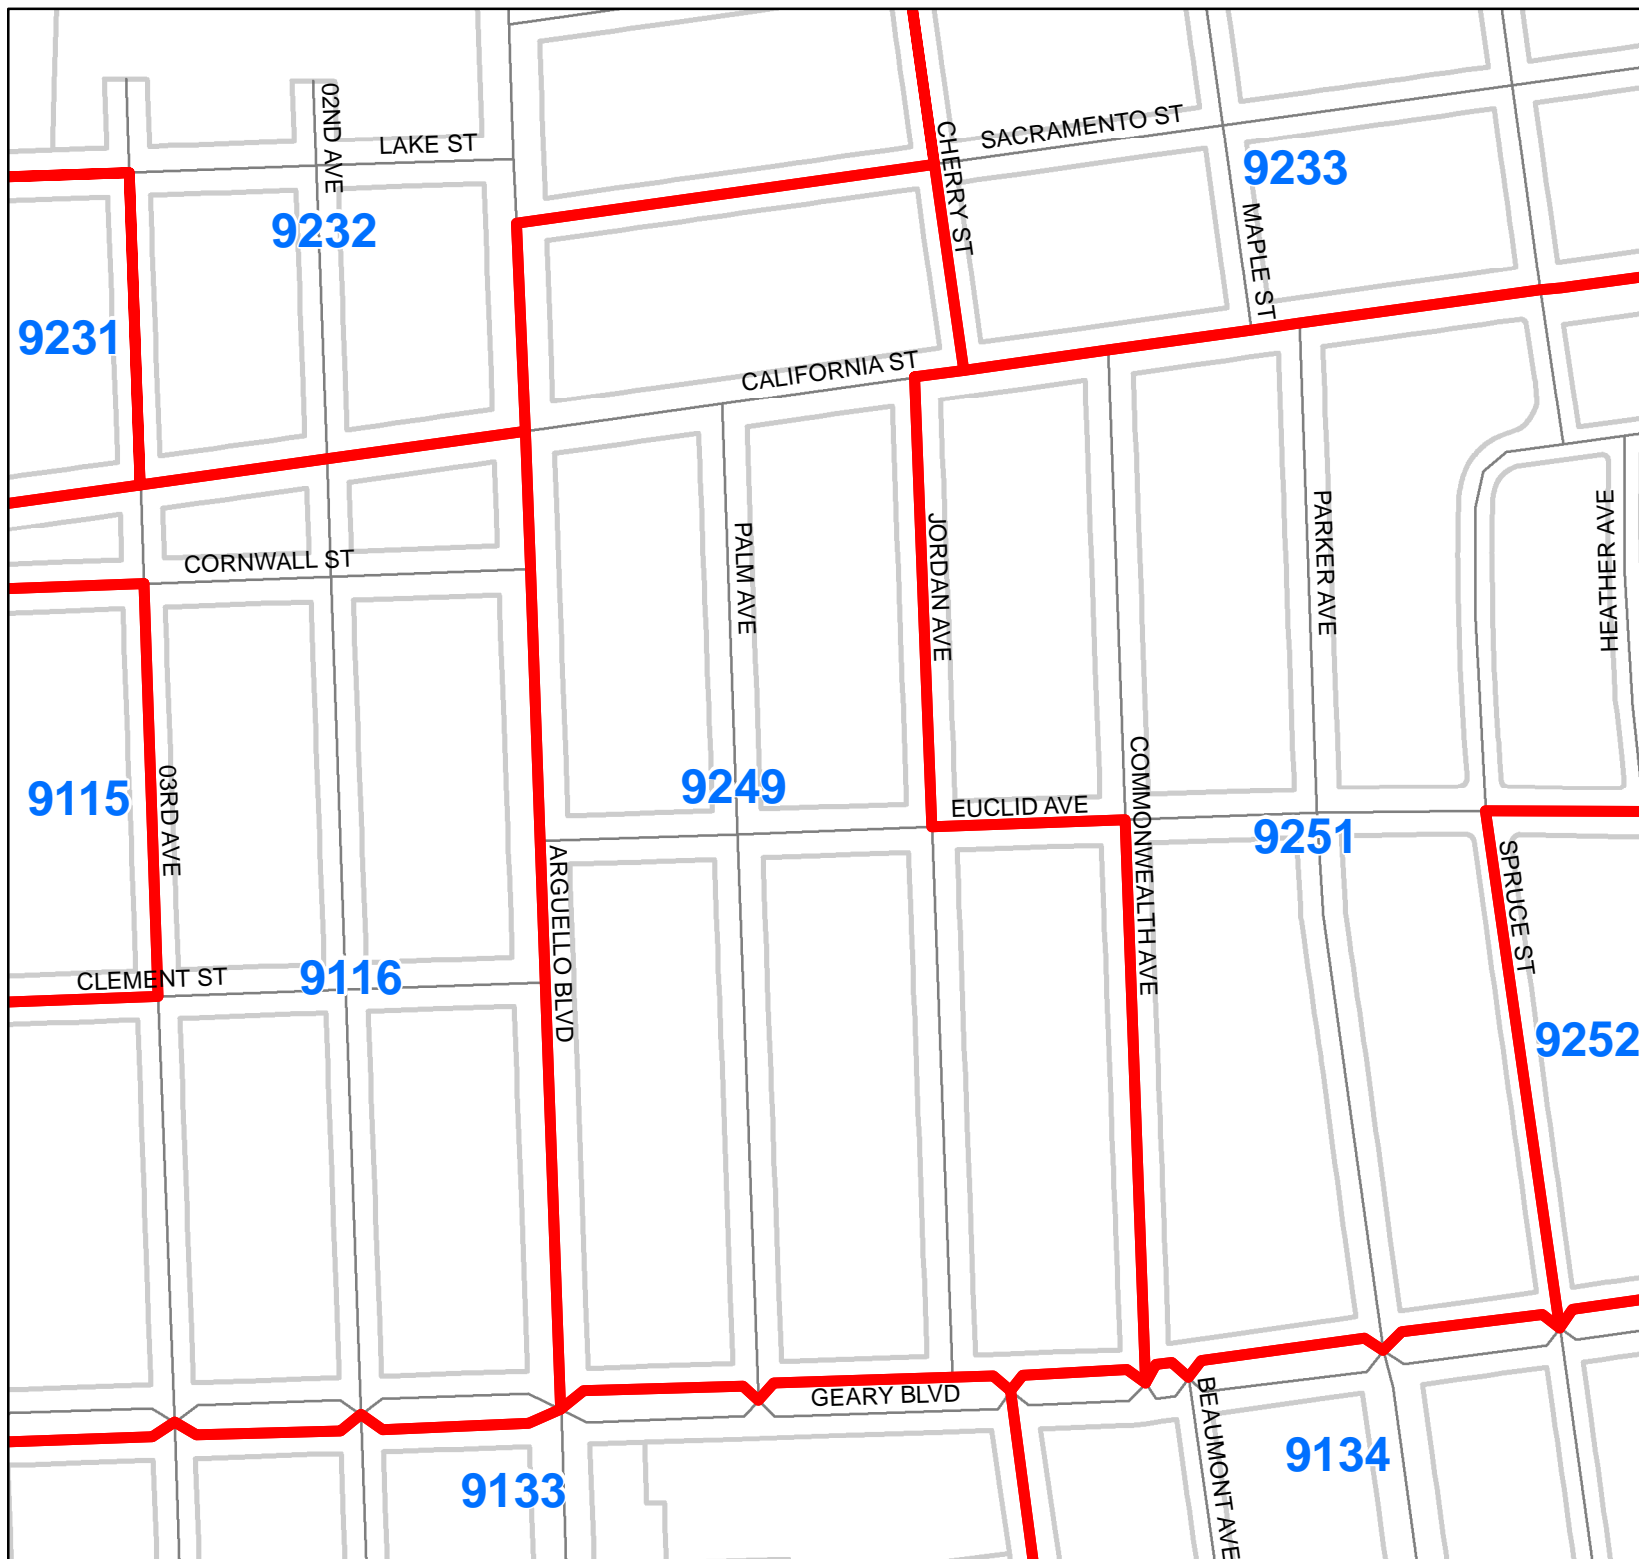 02ND AVE
LAKE ST
CHERRY ST
SACRAMENTO ST
9233
9232
MAPLE ST
9231
CALIFORNIA ST
CORNWALL ST
PALM AVE
JORDAN AVE
PARKER AVE
HEATHER AVE
9115
03RD AVE
9249
EUCLID AVE
COMMONWEALTH AVE
9251
ARGUELLO BLVD
SPRUCE ST
CLEMENT ST
9116
9252
GEARY BLVD
BEAUMONT AVE
9133
9134